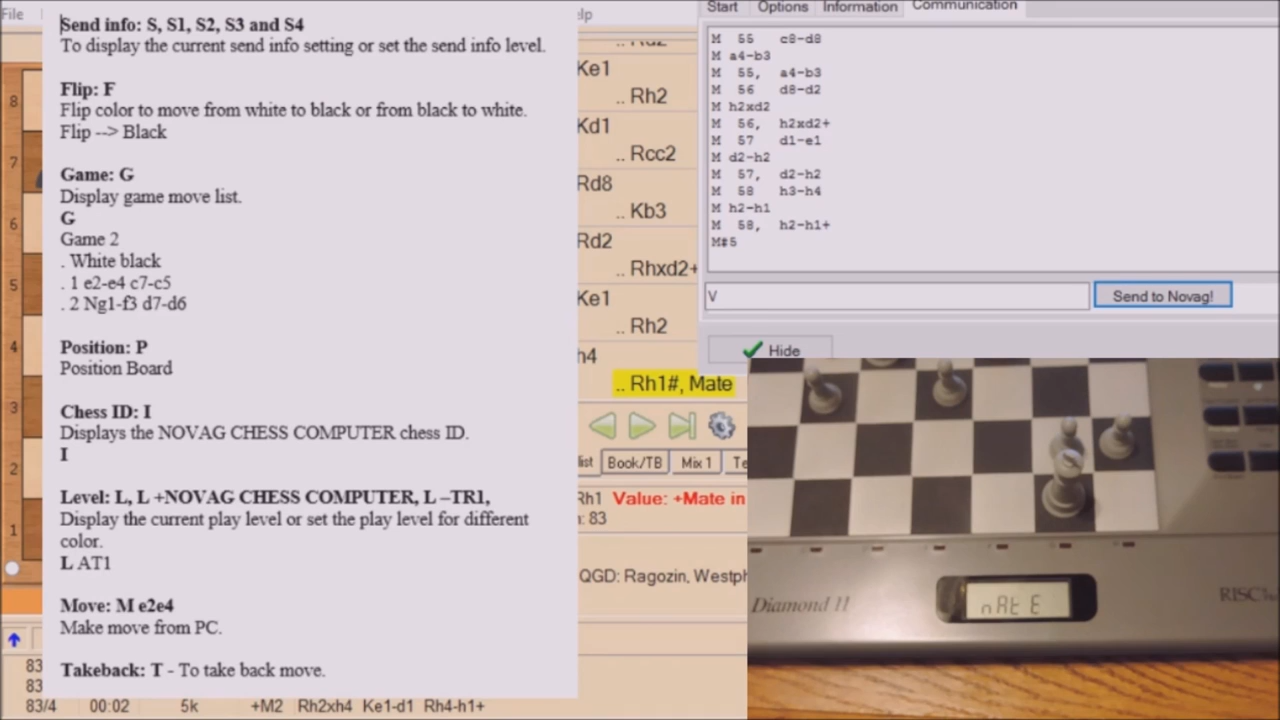 File
Send info: S, S1, S2, S3 and S4
To display the current send info setting or set the send info level.
Flip: F
Flip color to move from white to black or from black to white.
Flip --> Black
Game: G
Display game move list.
G
Game 2
. White black
. 1 e2-e4 c7-c5
. 2 Ng1-f3 d7-d6
Position: P
Position Board
Chess ID: I
Displays the NOVAG CHESS COMPUTER chess ID.
I
Level: L, L +NOVAG CHESS COMPUTER, L –TR1,
Display the current play level or set the play level for different
color.
L AT1
Move: M e2e4
Make move from PC.
Takeback: T - To take back move.
8
7
6
5
4
3
2
1
elp
.. Rd2
Ke1
.. Rh2
Kd1
.. Rcc2
Rd8
.. Kb3
Rd2
.. Rhxd2+
Ke1
.. Rh2
h4
.. Rh1#, Mate
list Book/TB Mix 1 Te
Rh1 Value: +Mate in
: 83
QGD: Ragozin, Westph
83
83
83/4 00:02 5k +M2 Rh2xh4 Ke1-d1 Rh4-h1+
Start Options Information Communication
M 55 c8-d8
M a4-b3
M 55, a4-b3
M 56 d8-d2
M h2xd2
M 56, h2xd2+
M 57 d1-e1
M d2-h2
M 57, d2-h2
M 58 h3-h4
M h2-h1
M 58, h2-h1+
M#5
V
Send to Novag!
Hide
Diamond II
nAtE
RISC